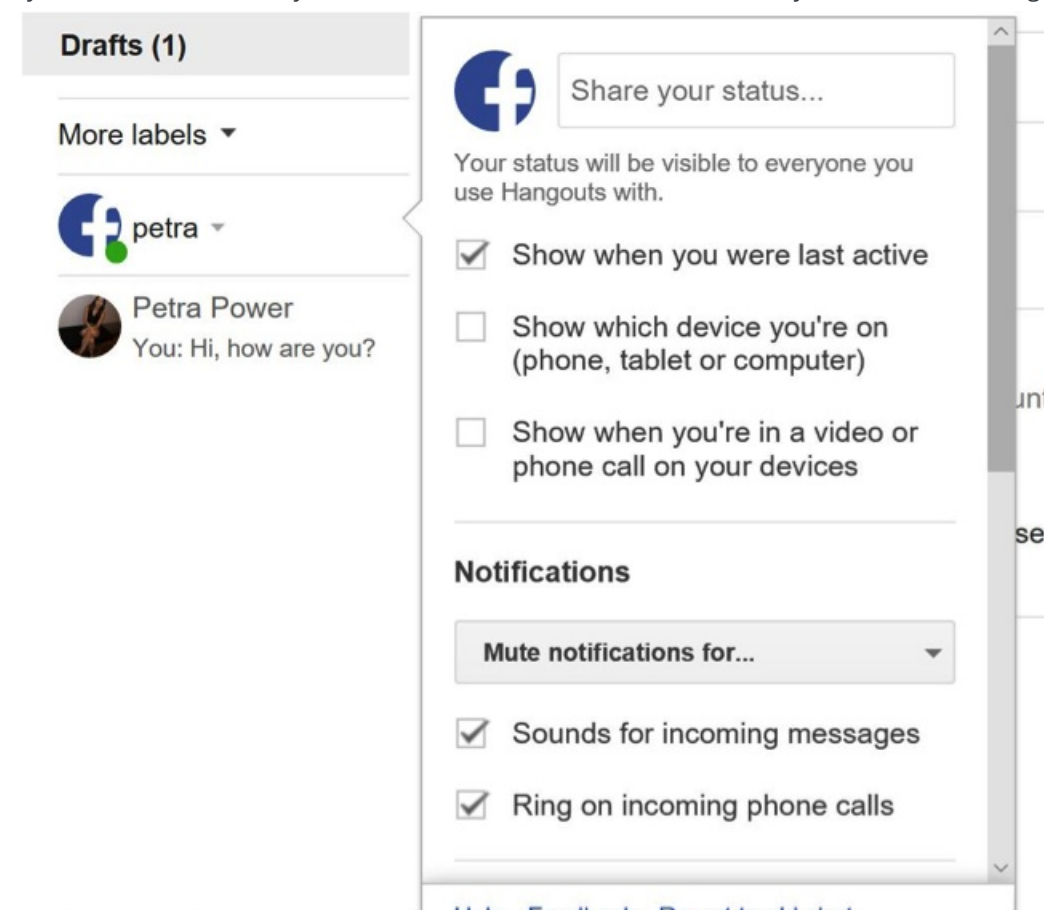 Drafts (1)
More labels
petra
Petra Power
You: Hi, how are you?
Share your status...
Your status will be visible to everyone you
use Hangouts with.
Show when you were last active
Show which device you're on
(phone, tablet or computer)
Show when you're in a video or
phone call on your devices
Notifications
Mute notifications for...
Sounds for incoming messages
Ring on incoming phone calls